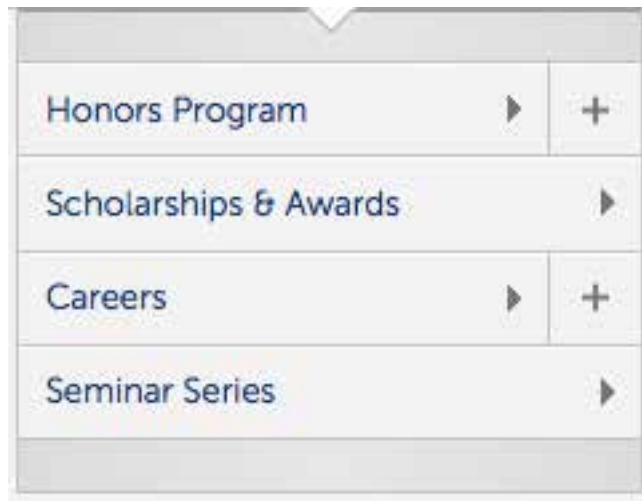 Honors Program
Scholarships & Awards
Careers
Seminar Series